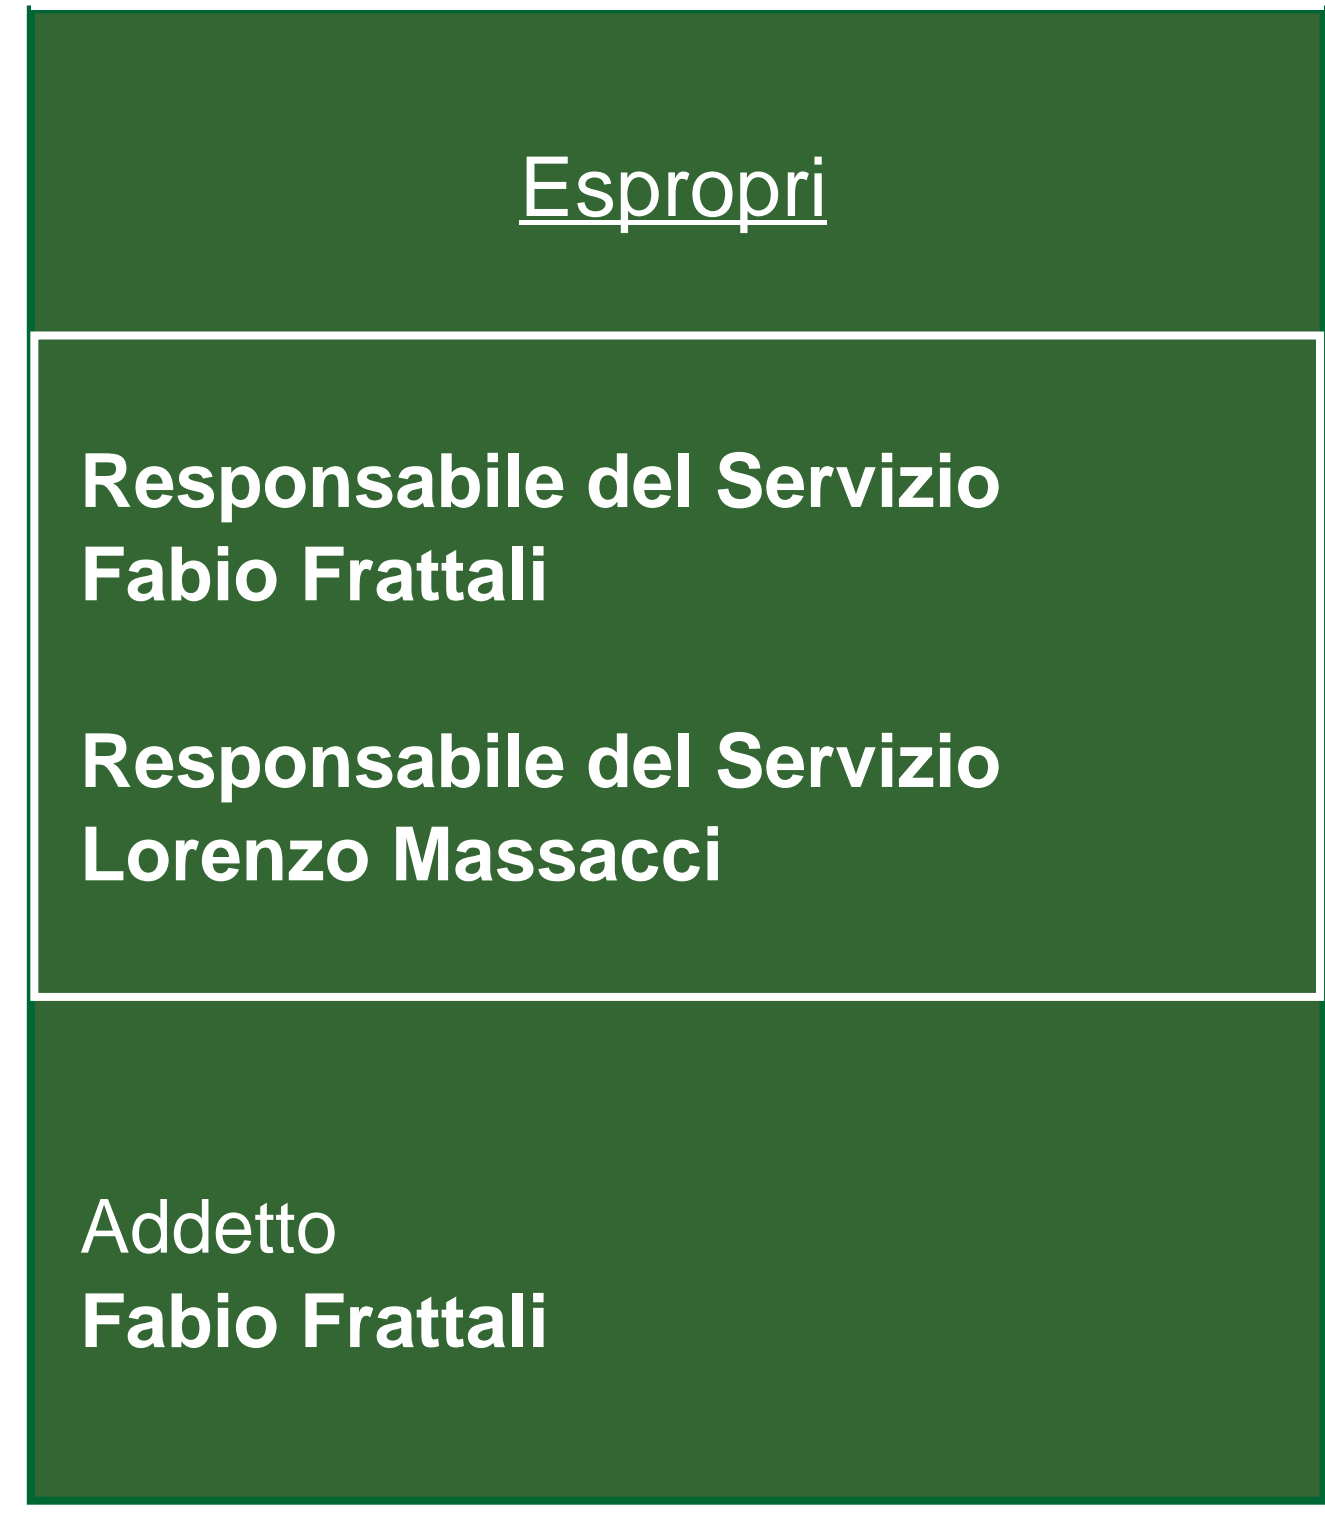 Espropri
Responsabile del Servizio
Fabio Frattali
Responsabile del Servizio
Lorenzo Massacci
Addetto
Fabio Frattali